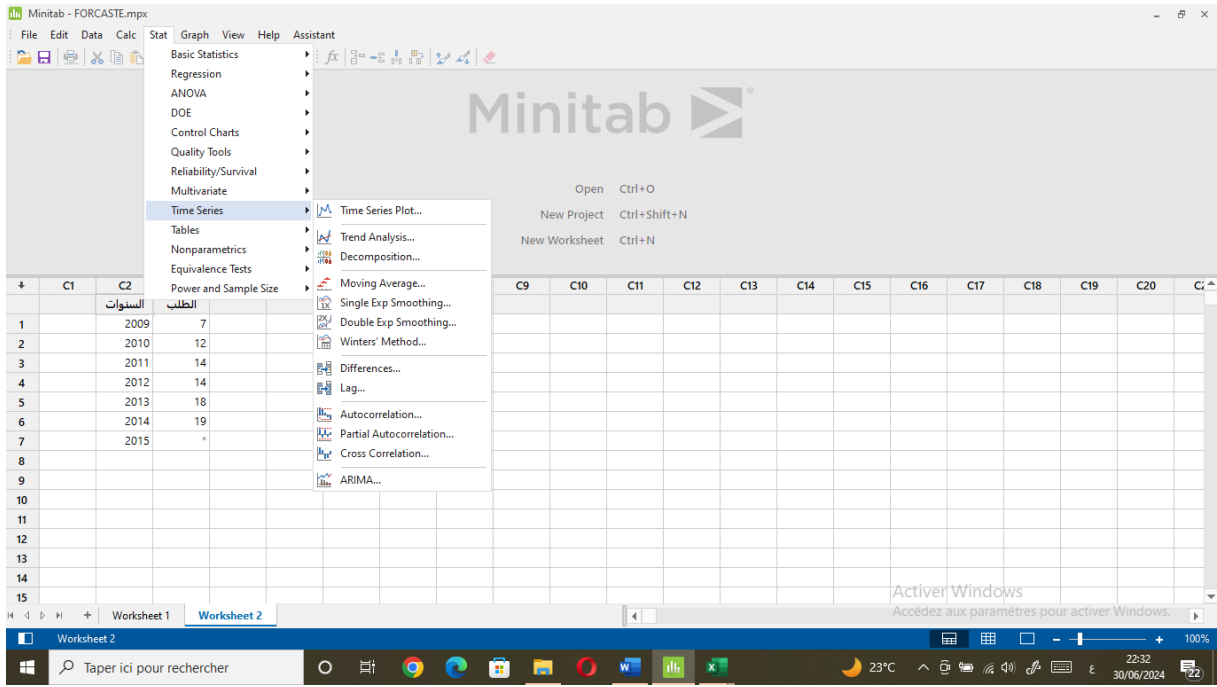 Minitab - FORCASTE.mpx
File Edit Data Calc Stat Graph View Help Assistant
Basic Statistics
Regression
ANOVA
DOE
Control Charts
Quality Tools
Reliability/Survival
Multivariate
Time Series
Tables
Nonparametrics
Equivalence Tests
Power and Sample Size
Time Series Plot...
Trend Analysis...
Decomposition...
Moving Average...
Single Exp Smoothing...
Double Exp Smoothing...
Winters' Method...
Differences...
Lag...
Autocorrelation...
Partial Autocorrelation...
Cross Correlation...
ARIMA...
Minitab
Open Ctrl+O
New Project Ctrl+Shift+N
New Worksheet Ctrl+N
C1 C2 C9 C10 C11 C12 C13 C14 C15 C16 C17 C18 C19 C20
السنوات الطلب
1 2009 7
2 2010 12
3 2011 14
4 2012 14
5 2013 18
6 2014 19
7 2015 *
8
9
10
11
12
13
14
15
Activer Windows
Accédez aux paramètres pour activer Windows.
Worksheet 1 Worksheet 2
Worksheet 2 100%
Taper ici pour rechercher
23°C ع 22:32
30/06/2024
22